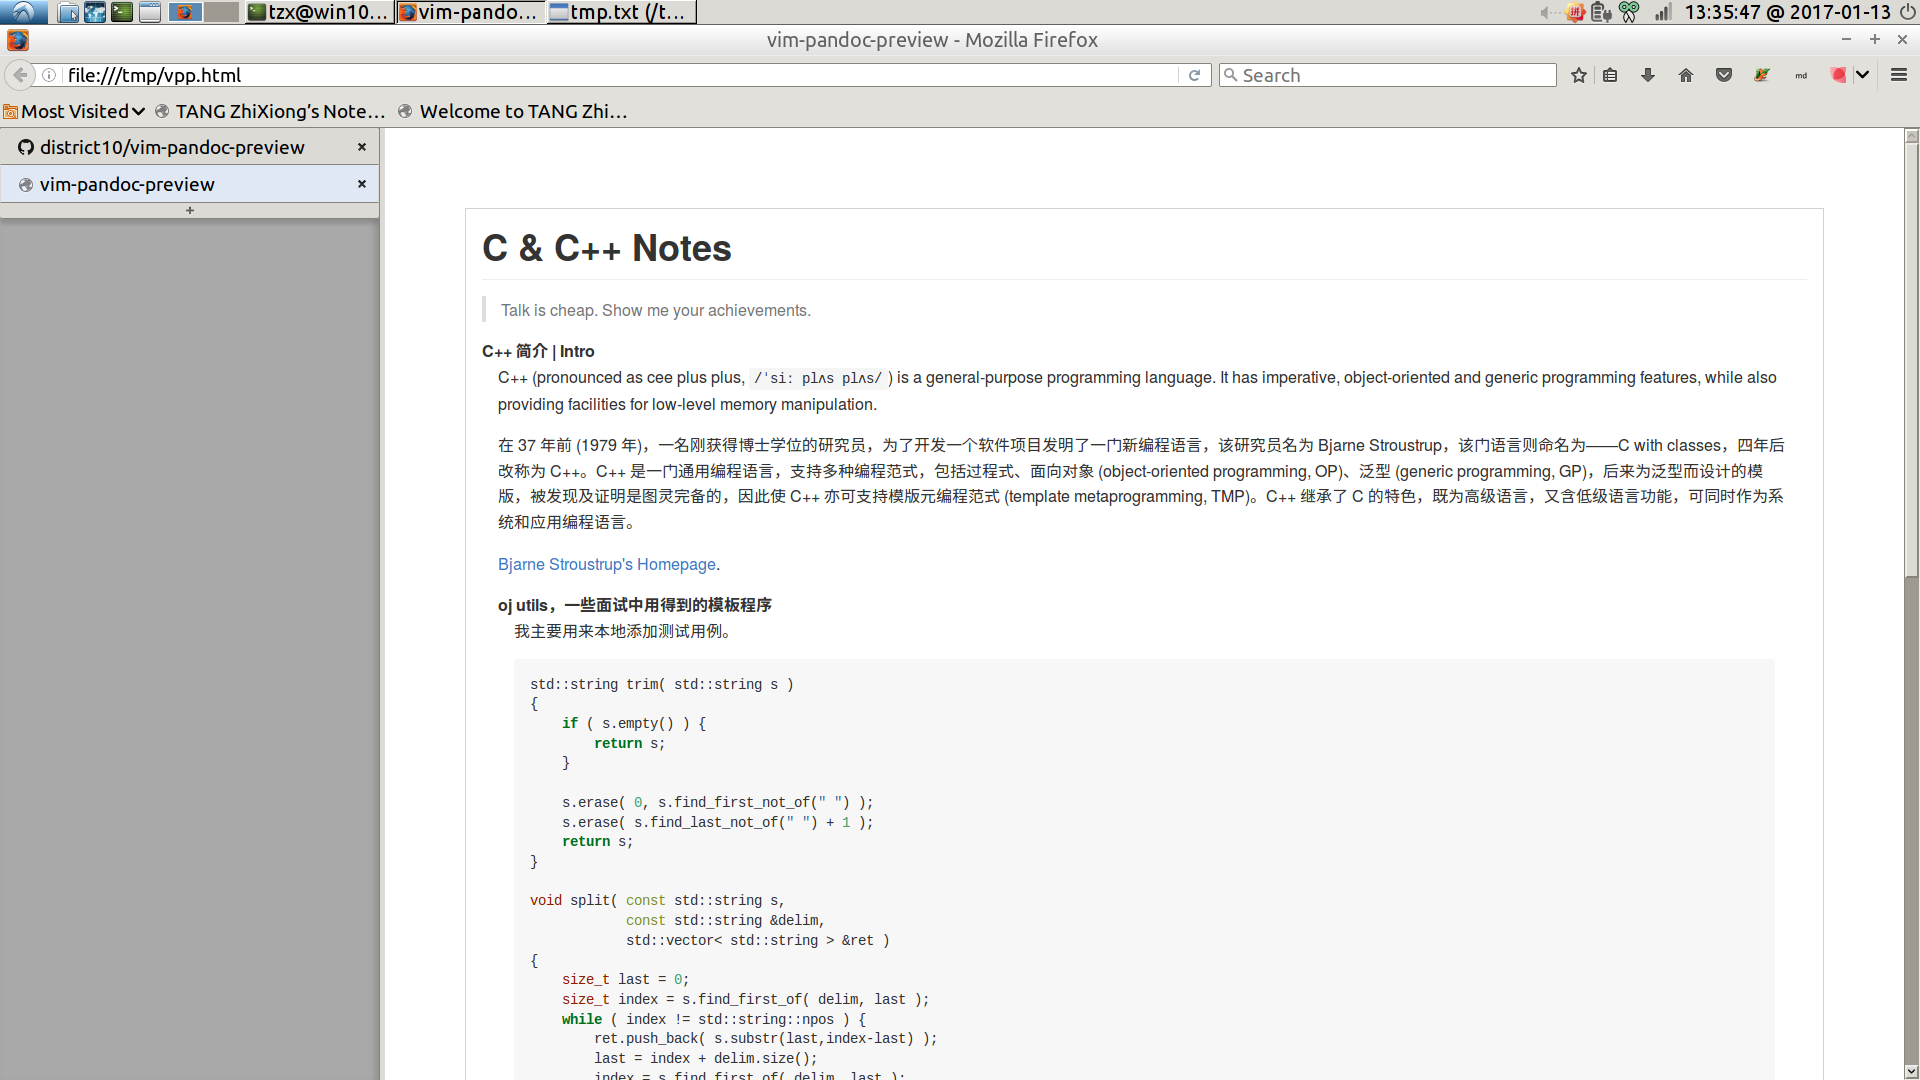 tzx@win10... vim-pando... tmp.txt (/t... 拼 13:35:47 @ 2017-01-13
vim-pandoc-preview - Mozilla Firefox
file:///tmp/vpp.html Search md
Most Visited TANG ZhiXiong’s Note... Welcome to TANG Zhi...
district10/vim-pandoc-preview
vim-pandoc-preview
+
C & C++ Notes
Talk is cheap. Show me your achievements.
C++ 简介 | Intro
C++ (pronounced as cee plus plus, /ˈsiː plʌs plʌs/ ) is a general-purpose programming language. It has imperative, object-oriented and generic programming features, while also
providing facilities for low-level memory manipulation.
在 37 年前 (1979 年)，一名刚获得博士学位的研究员，为了开发一个软件项目发明了一门新编程语言，该研究员名为 Bjarne Stroustrup，该门语言则命名为——C with classes，四年后
改称为 C++。C++ 是一门通用编程语言，支持多种编程范式，包括过程式、面向对象 (object-oriented programming, OP)、泛型 (generic programming, GP)，后来为泛型而设计的模
版，被发现及证明是图灵完备的，因此使 C++ 亦可支持模版元编程范式 (template metaprogramming, TMP)。C++ 继承了 C 的特色，既为高级语言，又含低级语言功能，可同时作为系
统和应用编程语言。
Bjarne Stroustrup's Homepage.
oj utils，一些面试中用得到的模板程序
我主要用来本地添加测试用例。
std::string trim( std::string s )
{
    if ( s.empty() ) {
        return s;
    }
    s.erase( 0, s.find_first_not_of(" ") );
    s.erase( s.find_last_not_of(" ") + 1 );
    return s;
}
void split( const std::string s,
            const std::string &delim,
            std::vector< std::string > &ret )
{
    size_t last = 0;
    size_t index = s.find_first_of( delim, last );
    while ( index != std::string::npos ) {
        ret.push_back( s.substr(last,index-last) );
        last = index + delim.size();
        index = s.find_first_of( delim, last );